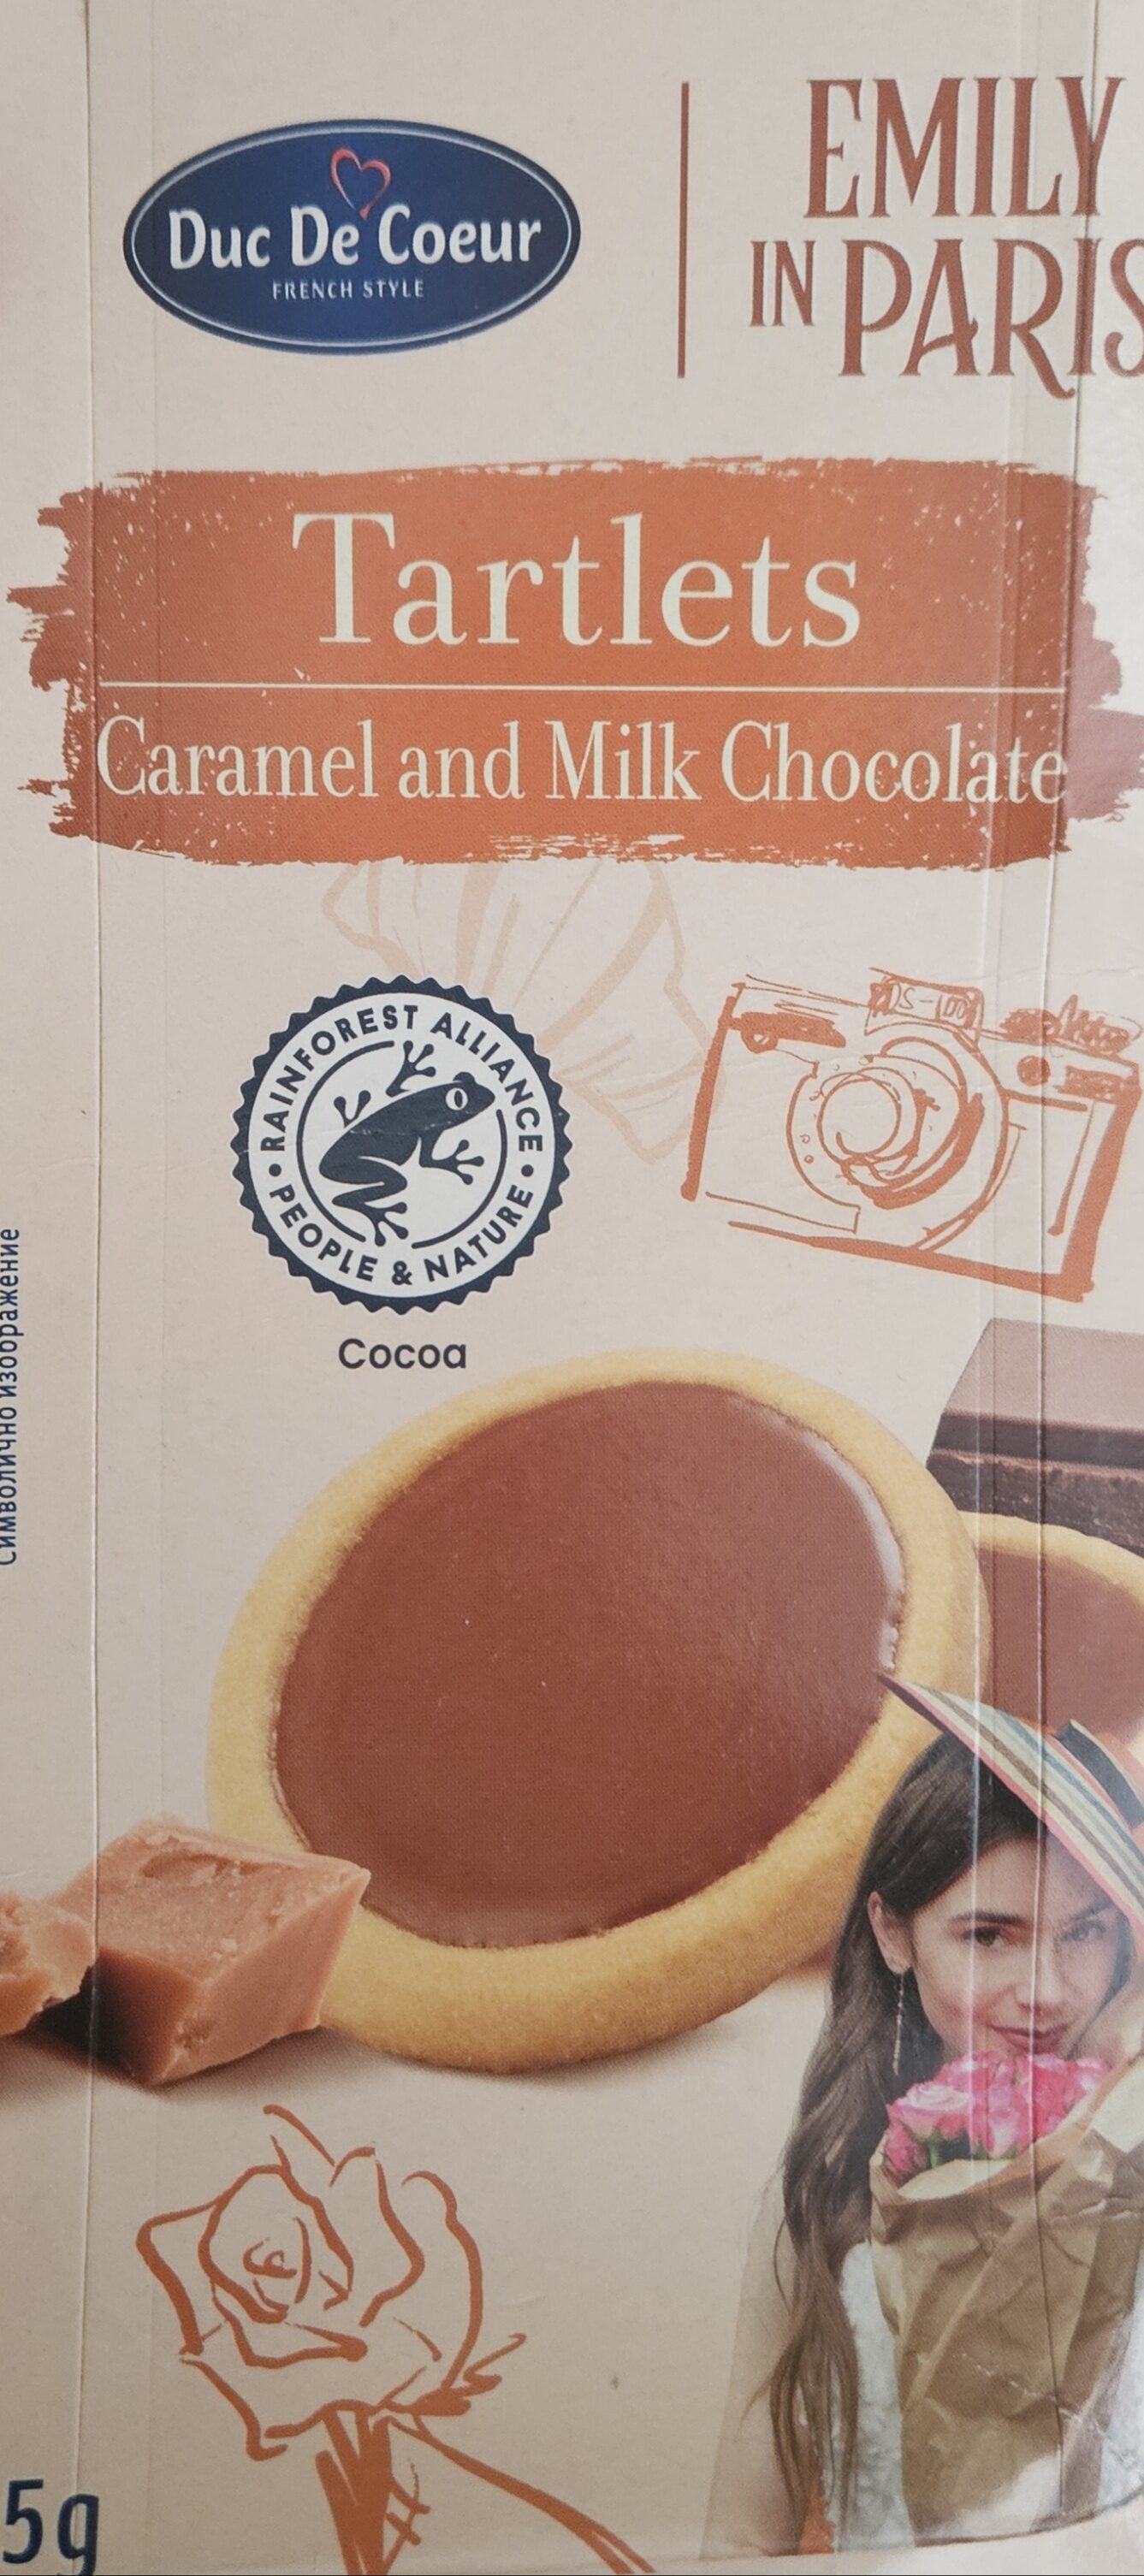 Duc De Coeur
FRENCH STYLE
EMILY
IN PARIS
Tartlets
Caramel and Milk Chocolate
RAINFOREST ALLIANCE
PEOPLE & NATURE
Cocoa
Символично изображение
5g